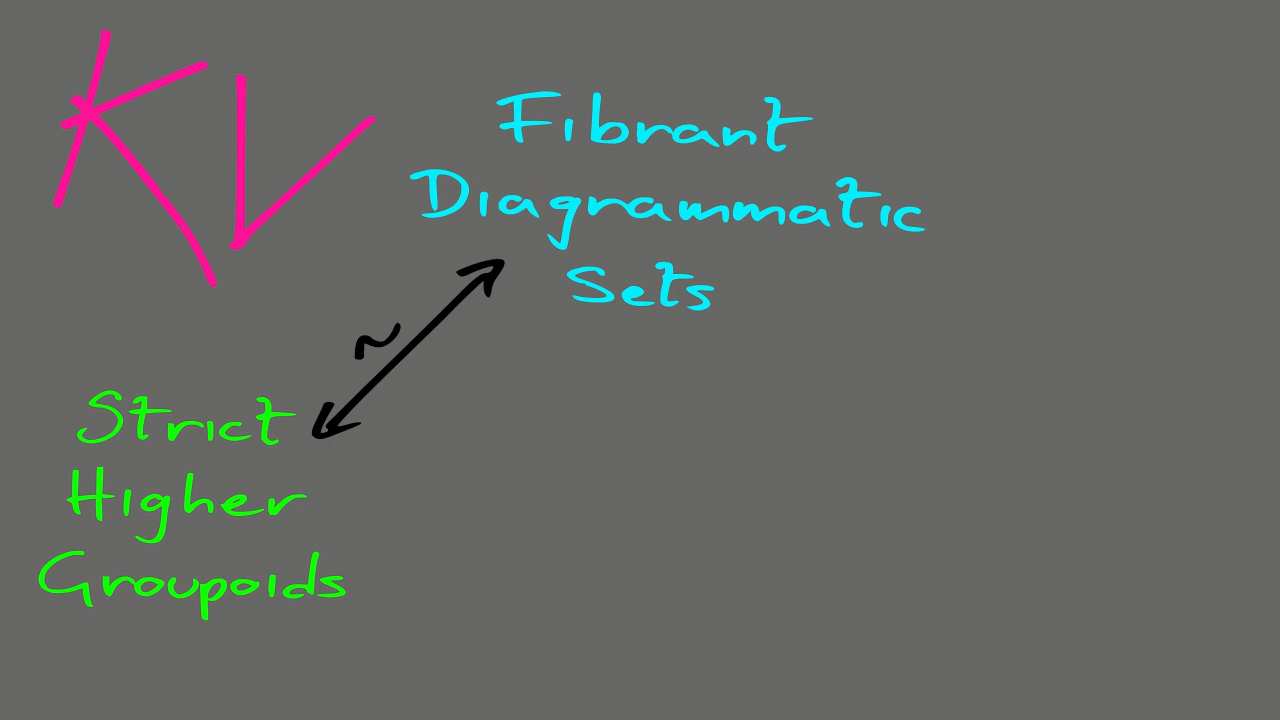 KV
Fibrant
Diagrammatic
Sets
~
Strict
Higher
Groupoids